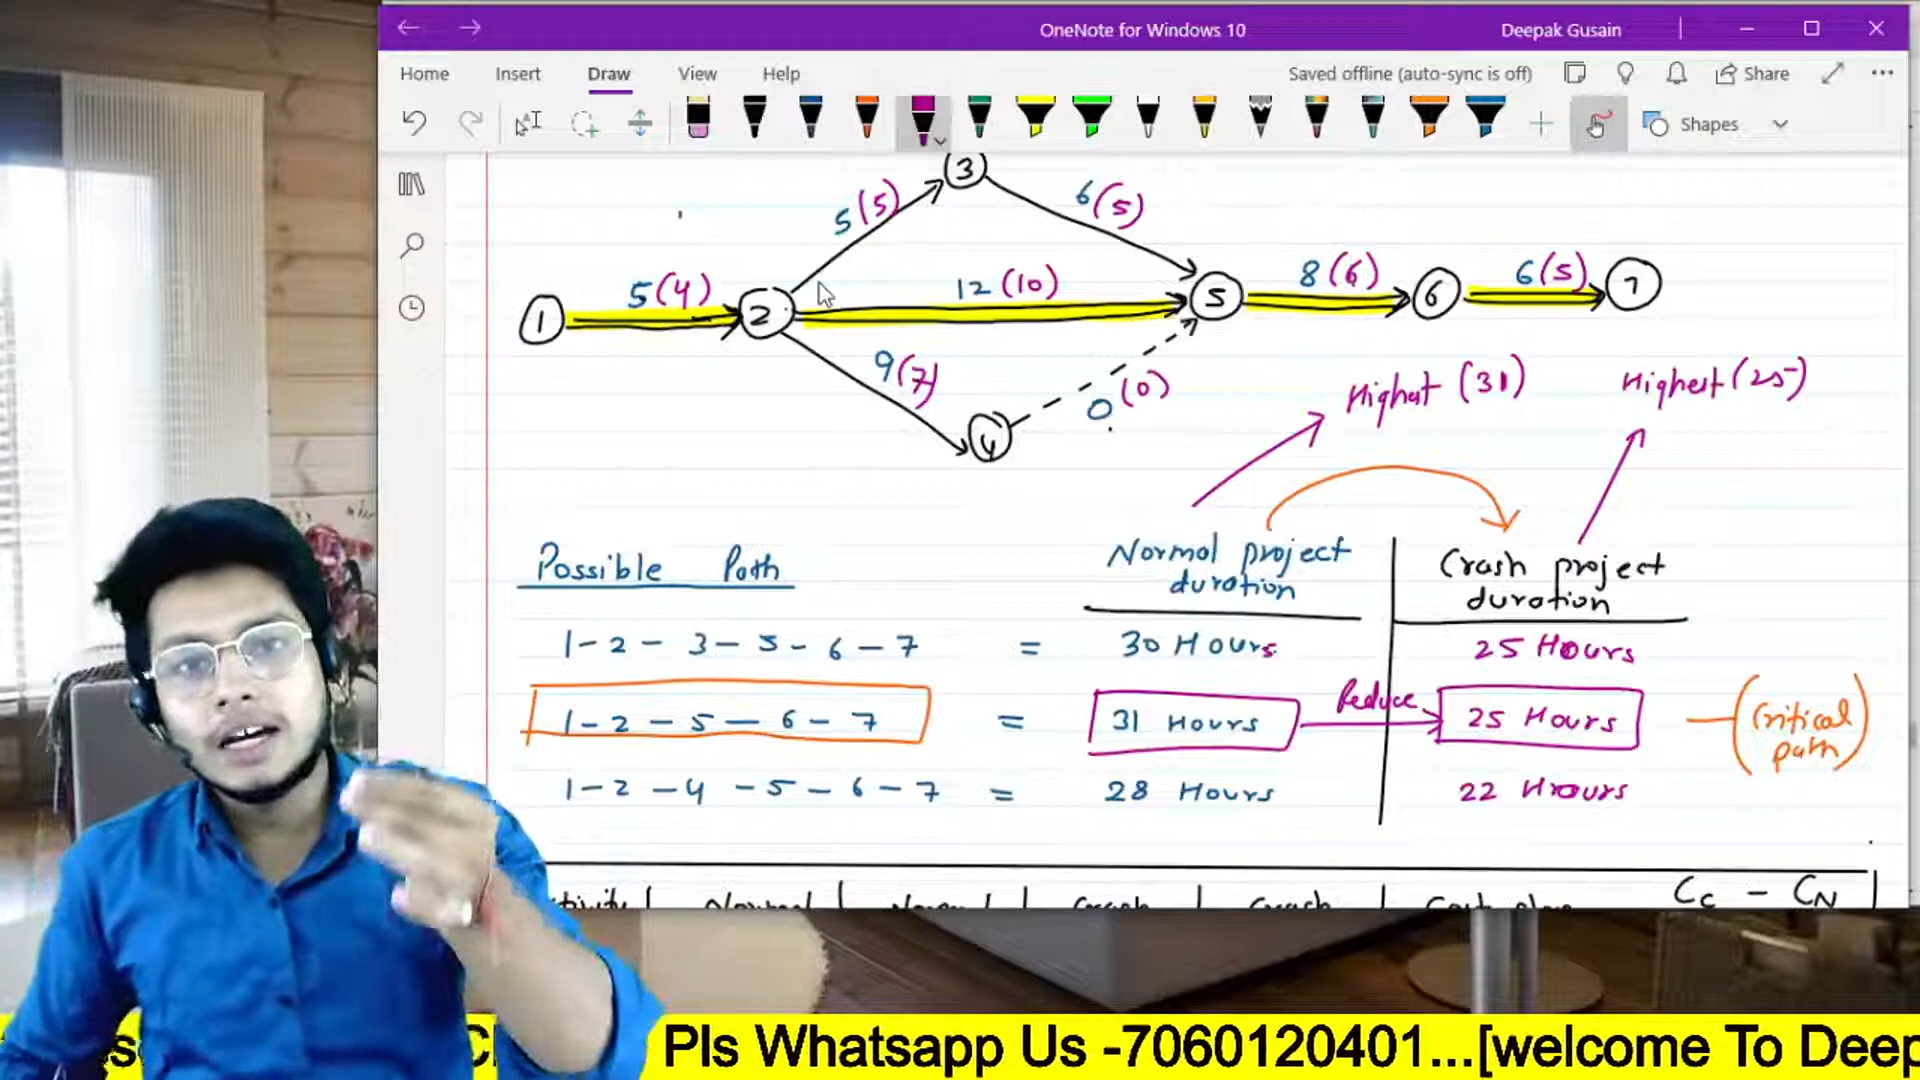 OneNote for Windows 10
Deepak Gusain
Home Insert Draw View Help
Saved offline (auto-sync is off)
Share
Shapes
3
5(5)
6(5)
5(4)
12(10)
8(6)
6(5)
1
2
5
6
7
9(7)
0(0)
4
Highest (31)
Highest (25)
Possible Path
Normal project
duration
Crash project
duration
1-2-3-5-6-7 = 30 Hours
25 Hours
1-2-5-6-7 = 31 Hours
Reduce
25 Hours
(Critical
path)
1-2-4-5-6-7 = 28 Hours
22 Hours
Cc - CN
Pls Whatsapp Us -7060120401...[welcome To Deep